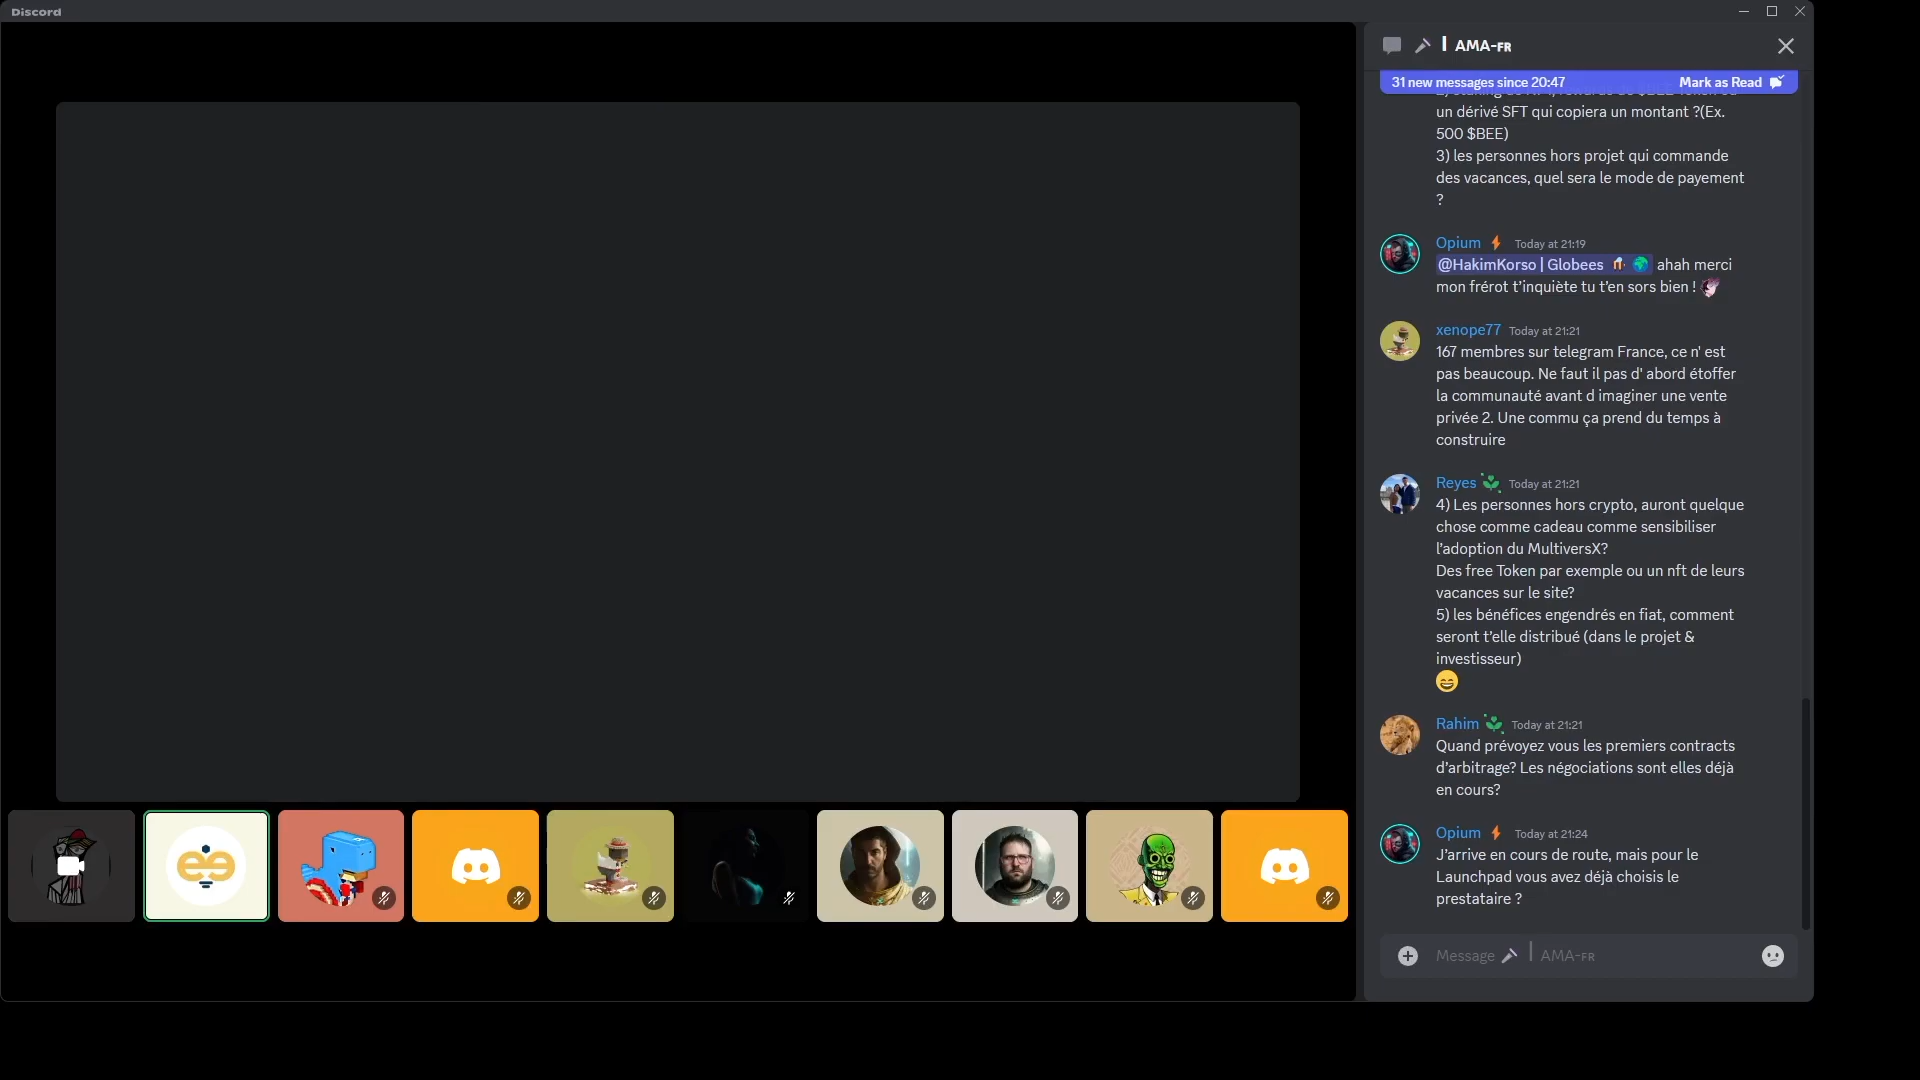 Discord
AMA-FR
31 new messages since 20:47
Mark as Read
un dérivé SFT qui copiera un montant ?(Ex.
500 $BEE)
3) les personnes hors projet qui commande
des vacances, quel sera le mode de payement
?
Opium Today at 21:19
@HakimKorso | Globees ahah merci
mon frérot t'inquiète tu t'en sors bien !
xenope77 Today at 21:21
167 membres sur telegram France, ce n' est
pas beaucoup. Ne faut il pas d' abord étoffer
la communauté avant d imaginer une vente
privée 2. Une commu ça prend du temps à
construire
Reyes Today at 21:21
4) Les personnes hors crypto, auront quelque
chose comme cadeau comme sensibiliser
l'adoption du MultiversX?
Des free Token par exemple ou un nft de leurs
vacances sur le site?
5) les bénéfices engendrés en fiat, comment
seront t'elle distribué (dans le projet &
investisseur)
Rahim Today at 21:21
Quand prévoyez vous les premiers contracts
d'arbitrage? Les négociations sont elles déjà
en cours?
Opium Today at 21:24
J'arrive en cours de route, mais pour le
Launchpad vous avez déjà choisis le
prestataire ?
Message AMA-FR